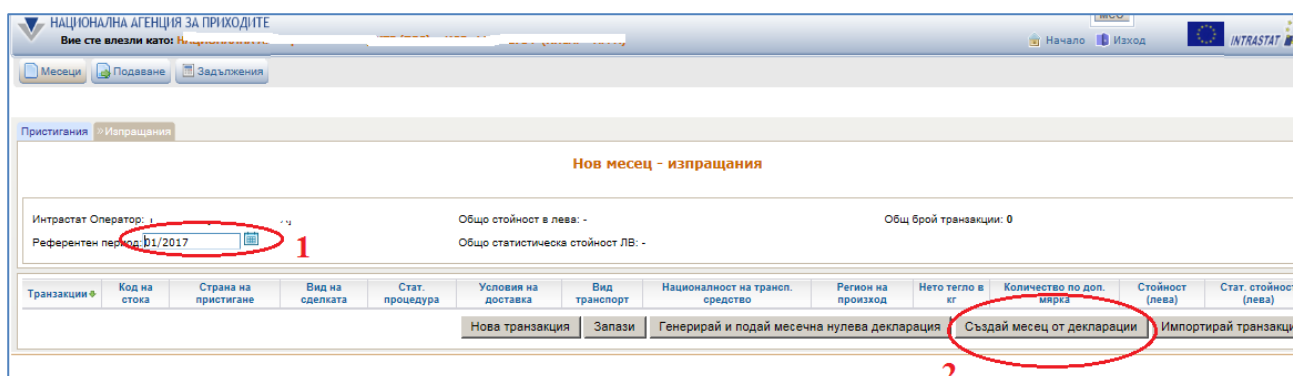 НАЦИОНАЛНА АГЕНЦИЯ ЗА ПРИХОДИТЕ
Вие сте влезли като:
Начало Изход INTRASTAT
Месеци Подаване Задължения
Пристигания »Изпращания
Нов месец - изпращания
Интрастат Оператор: Общо стойност в лева: - Общ брой транзакции: 0
Референтен период: 01/2017 Общо статистическа стойност ЛВ: -
1
Транзакции Код на стока Страна на пристигане Вид на сделката Стат. процедура Условия на доставка Вид транспорт Националност на трансп. средство Регион на произход Нето тегло в кг Количество по доп. мярка Стойност (лева) Стат. стойност (лева)
Нова транзакция Запази Генерирай и подай месечна нулева декларация Създай месец от декларации Импортирай транзакци
2